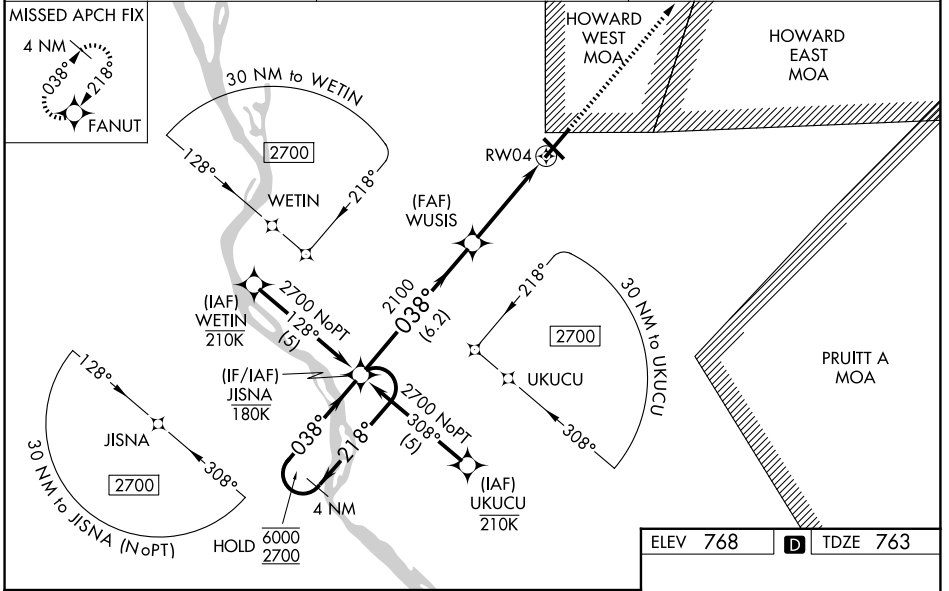 MISSED APCH FIX
4 NM
038°
218°
FANUT
30 NM to WETIN
2700
128°
218°
WETIN
HOWARD
WEST
MOA
HOWARD
EAST
MOA
RW04
(FAF)
WUSIS
(IAF)
WETIN
210K
2700 NoPT
128°
(5)
2100
038°
(6.2)
218°
30 NM to UKUCU
2700
UKUCU
308°
PRUITT A
MOA
(IF/IAF)
JISNA
180K
128°
JISNA
308°
2700
30 NM to JISNA (NoPT)
038°
218°
2700 NoPT
308°
(5)
(IAF)
UKUCU
210K
4 NM
HOLD
6000
2700
ELEV 768
D
TDZE 763